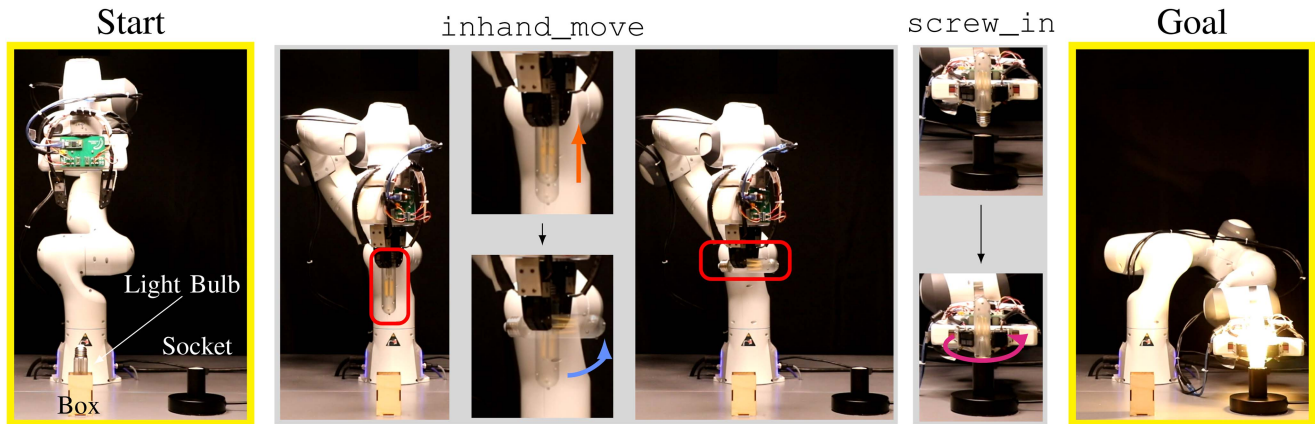 Start
inhand_move
screw_in
Goal
Light Bulb
Socket
Box